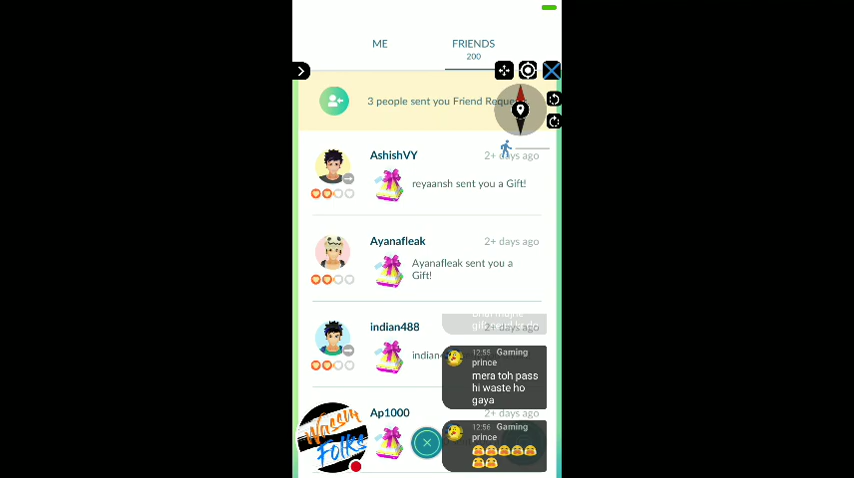 ME
FRIENDS
200
3 people sent you Friend Reque
AshishVY
2+ days ago
reyaansh sent you a Gift!
Ayanafleak
2+ days ago
Ayanafleak sent you a
Gift!
indian488
2+ days ago
indian4
12:55 Gaming
prince
mera toh pass
hi waste ho
gaya
Ap1000
2+ days ago
12:56 Gaming
prince
Wassup
Folks